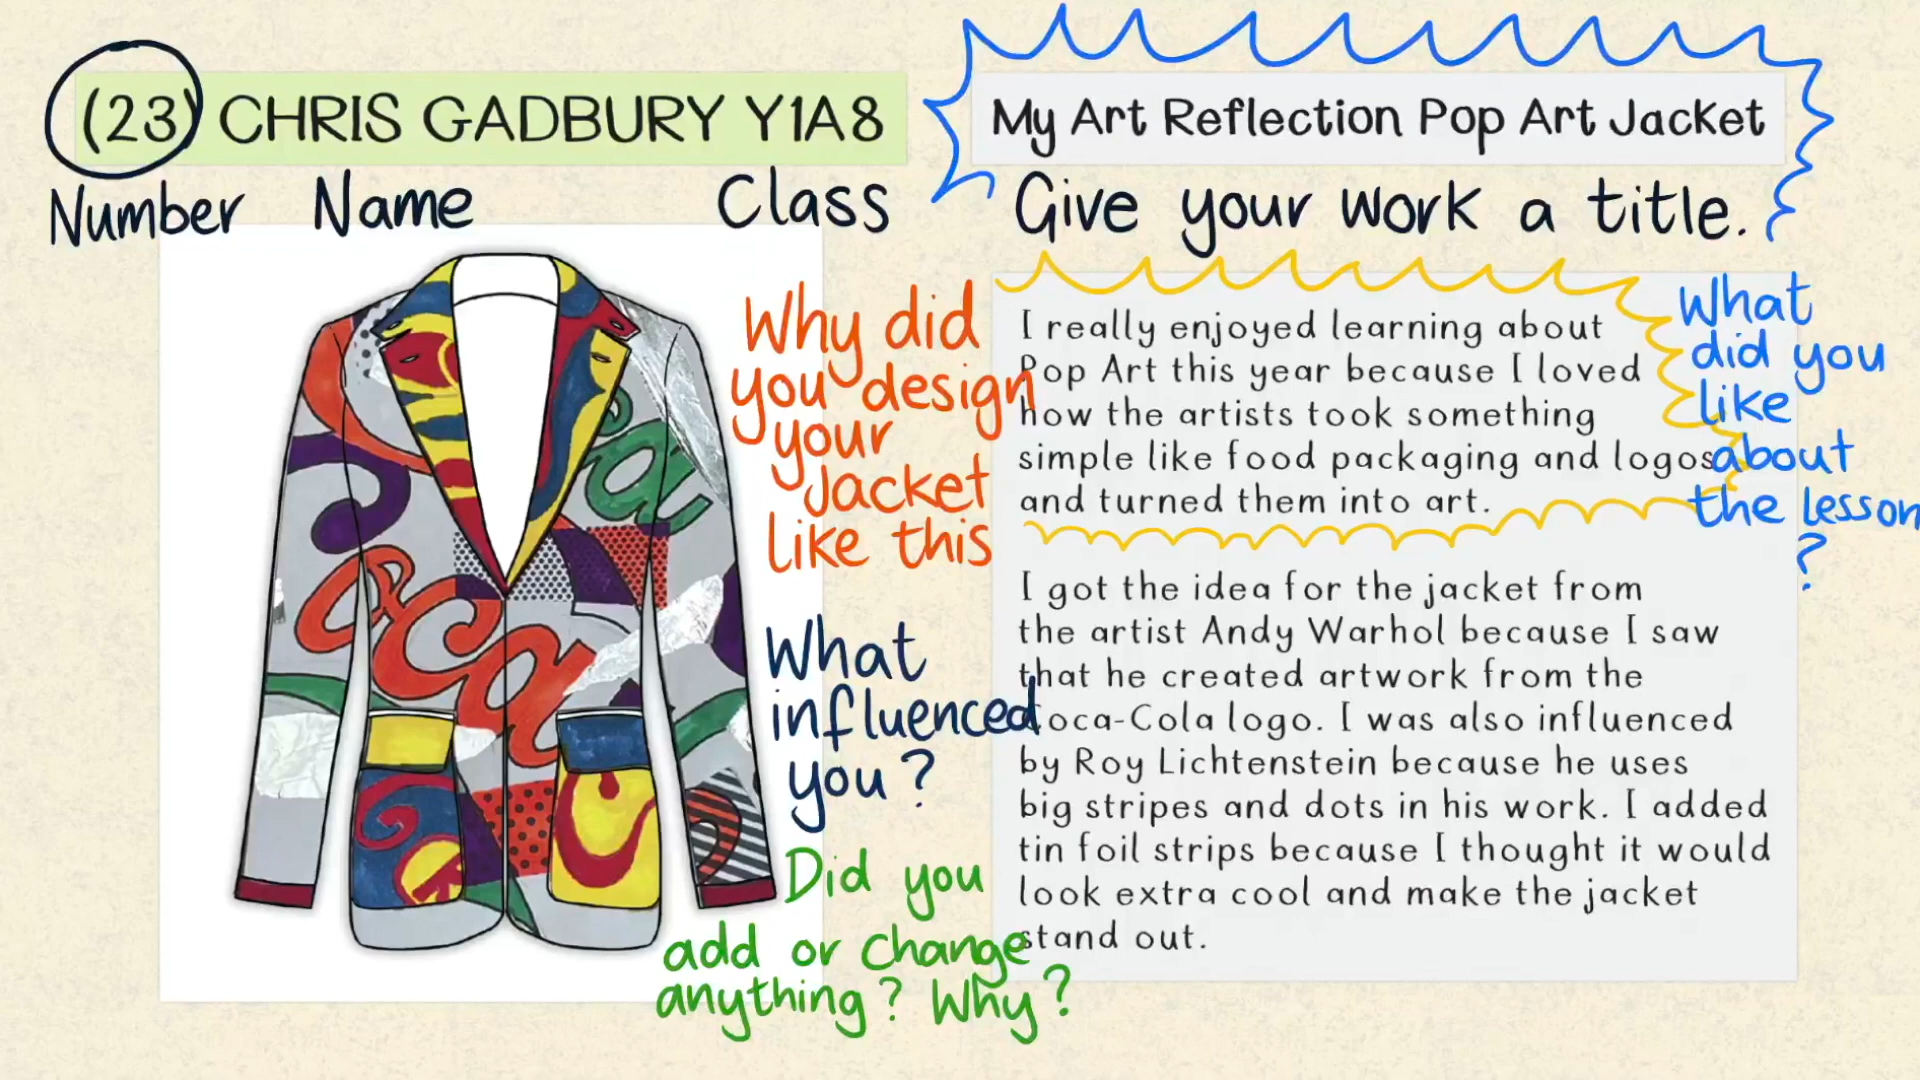 (23) CHRIS GADBURY Y1A8
Number Name Class
My Art Reflection Pop Art Jacket
Give your work a title.
Why did
you design
your
Jacket
like this
What
influenced
you?
Did you
add or change
anything? Why?
I really enjoyed learning about
Pop Art this year because I loved
how the artists took something
simple like food packaging and logos
and turned them into art.
What
did you
like
about
the lesson
?
I got the idea for the jacket from
the artist Andy Warhol because I saw
that he created artwork from the
Coca-Cola logo. I was also influenced
by Roy Lichtenstein because he uses
big stripes and dots in his work. I added
tin foil strips because I thought it would
look extra cool and make the jacket
stand out.